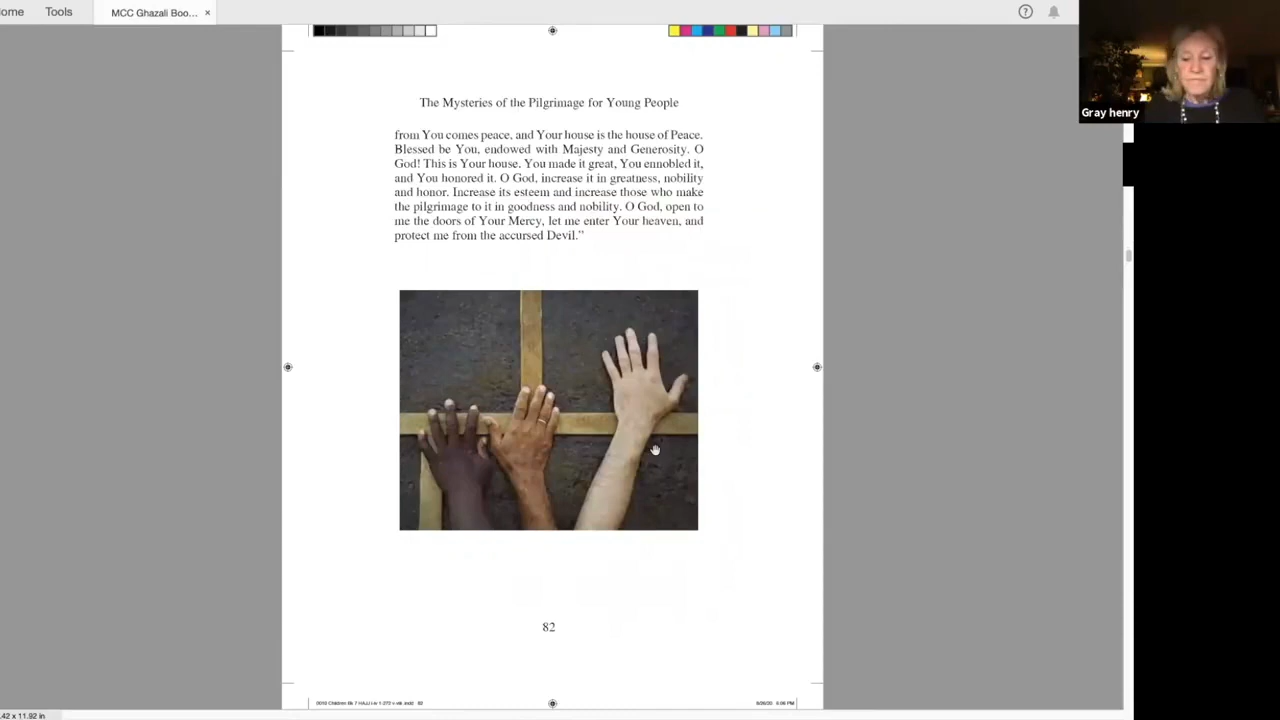 ome
Tools
MCC Ghazali Boo... ×
?
Gray henry
The Mysteries of the Pilgrimage for Young People
from You comes peace, and Your house is the house of Peace.
Blessed be You, endowed with Majesty and Generosity. O
God! This is Your house. You made it great, You ennobled it,
and You honored it. O God, increase it in greatness, nobility
and honor. Increase its esteem and increase those who make
the pilgrimage to it in goodness and nobility. O God, open to
me the doors of Your Mercy, let me enter Your heaven, and
protect me from the accursed Devil.”
82
.42 x 11.92 in